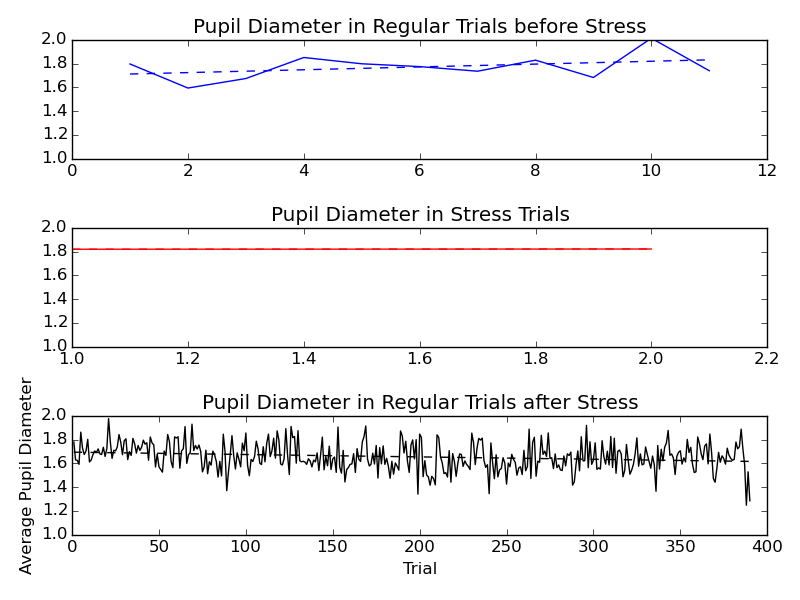 Pupil Diameter in Regular Trials before Stress
2.0
1.8
1.6
1.4
1.2
1.0
0 2 4 6 8 10 12
Pupil Diameter in Stress Trials
2.0
1.8
1.6
1.4
1.2
1.0
1.0 1.2 1.4 1.6 1.8 2.0 2.2
Pupil Diameter in Regular Trials after Stress
Average Pupil Diameter
2.0
1.8
1.6
1.4
1.2
1.0
0 50 100 150 200 250 300 350 400
Trial